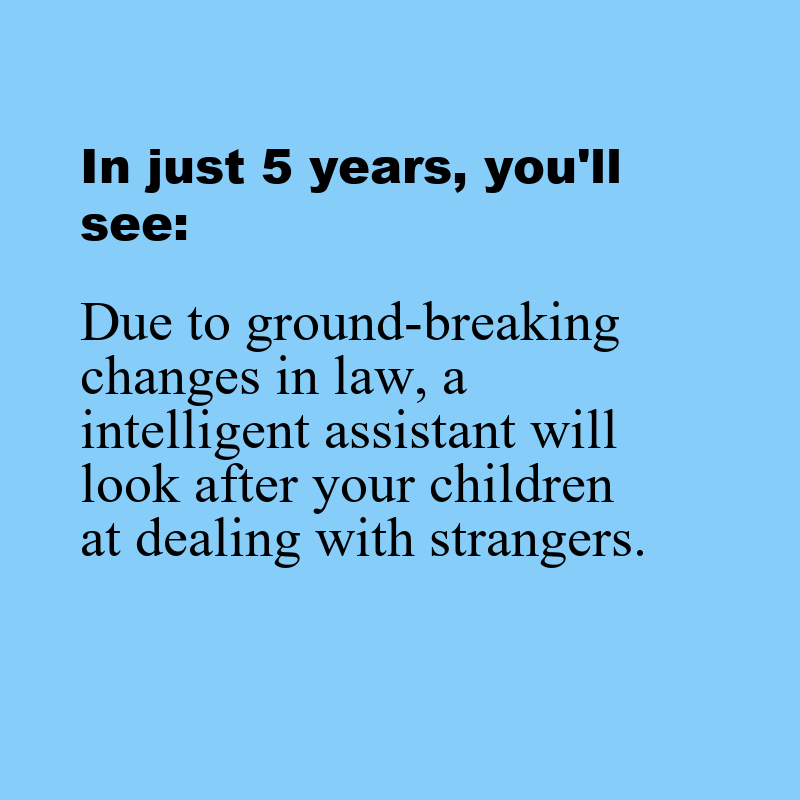 In just 5 years, you'll
see:
Due to ground-breaking
changes in law, a
intelligent assistant will
look after your children
at dealing with strangers.